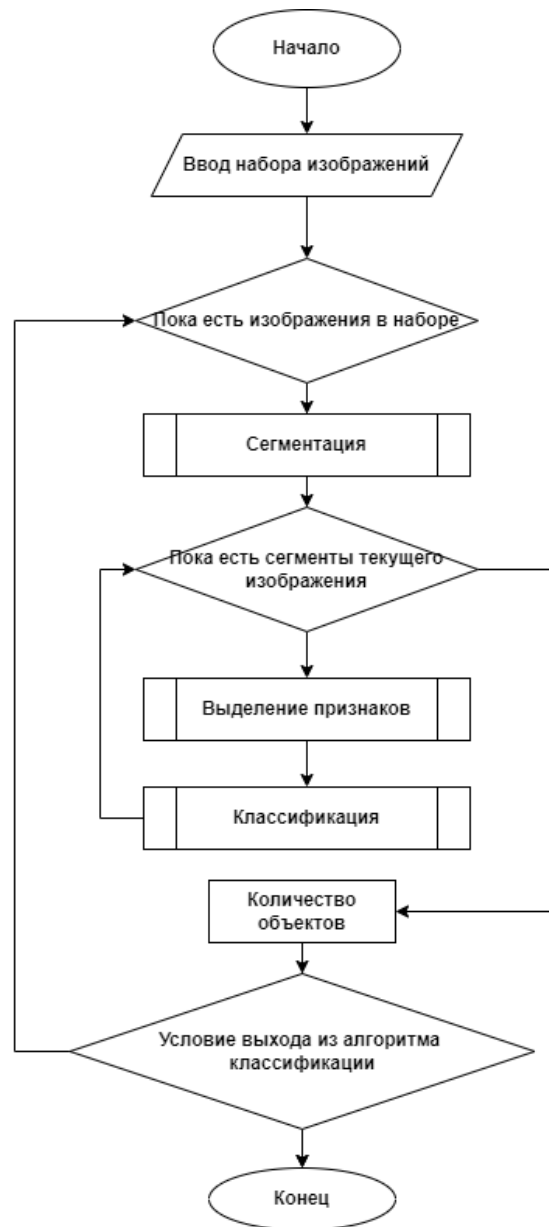 Начало
Ввод набора изображений
Пока есть изображения в наборе
Сегментация
Пока есть сегменты текущего
изображения
Выделение признаков
Классификация
Количество
объектов
Условие выхода из алгоритма
классификации
Конец